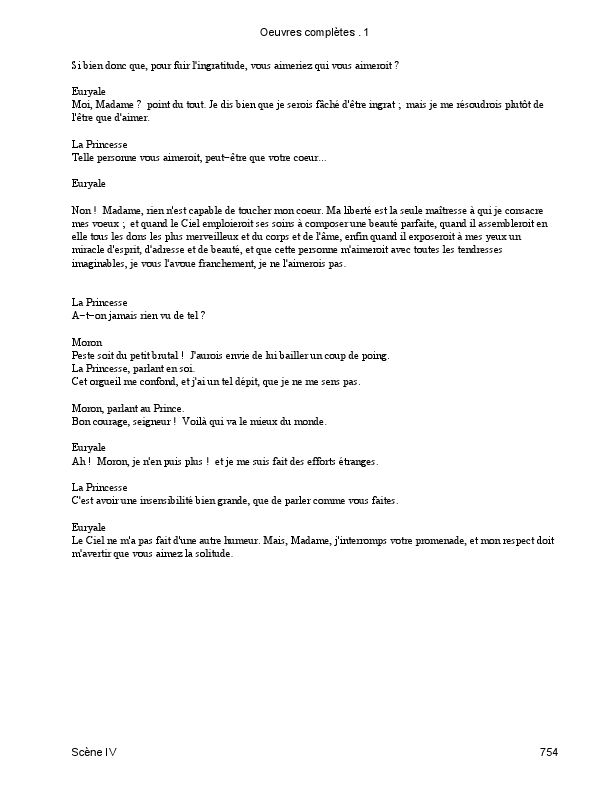 Oeuvres complètes . 1
Si bien donc que, pour fuir l'ingratitude, vous aimeriez qui vous aimeroit ?
Euryale
Moi, Madame ? point du tout. Je dis bien que je serois fâché d'être ingrat ; mais je me résoudrois plutôt de
l'être que d'aimer.
La Princesse
Telle personne vous aimeroit, peut-être que votre coeur...
Euryale
Non ! Madame, rien n'est capable de toucher mon coeur. Ma liberté est la seule maîtresse à qui je consacre
mes voeux ; et quand le Ciel emploieroit ses soins à composer une beauté parfaite, quand il assembleroit en
elle tous les dons les plus merveilleux et du corps et de l'âme, enfin quand il exposeroit à mes yeux un
miracle d'esprit, d'adresse et de beauté, et que cette personne m'aimeroit avec toutes les tendresses
imaginables, je vous l'avoue franchement, je ne l'aimerois pas.
La Princesse
A-t-on jamais rien vu de tel ?
Moron
Peste soit du petit brutal ! J'aurois envie de lui bailler un coup de poing.
La Princesse, parlant en soi.
Cet orgueil me confond, et j'ai un tel dépit, que je ne me sens pas.
Moron, parlant au Prince.
Bon courage, seigneur ! Voilà qui va le mieux du monde.
Euryale
Ah ! Moron, je n'en puis plus ! et je me suis fait des efforts étranges.
La Princesse
C'est avoir une insensibilité bien grande, que de parler comme vous faites.
Euryale
Le Ciel ne m'a pas fait d'une autre humeur. Mais, Madame, j'interromps votre promenade, et mon respect doit
m'avertir que vous aimez la solitude.
Scène IV 754